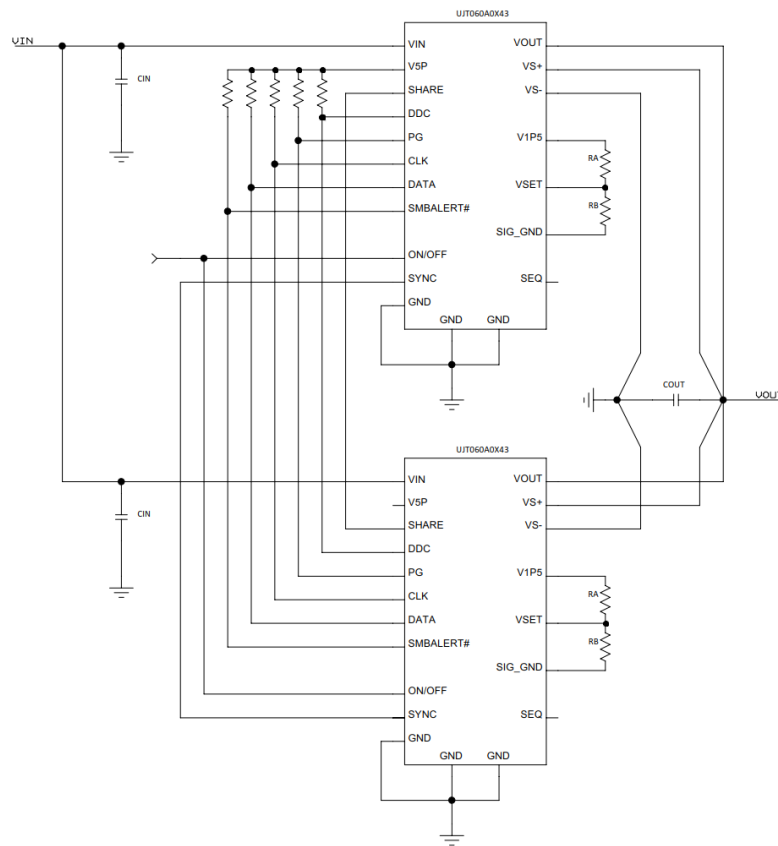 UJT060A0X43
VIN
CIN
VIN
V5P
SHARE
DDC
PG
CLK
DATA
SMBALERT#
ON/OFF
SYNC
GND
GND
GND
VOUT
VS+
VS-
V1P5
VSET
SIG_GND
SEQ
RA
RB
COUT
VOUT
UJT060A0X43
CIN
VIN
V5P
SHARE
DDC
PG
CLK
DATA
SMBALERT#
ON/OFF
SYNC
GND
GND
GND
VOUT
VS+
VS-
V1P5
VSET
SIG_GND
SEQ
RA
RB